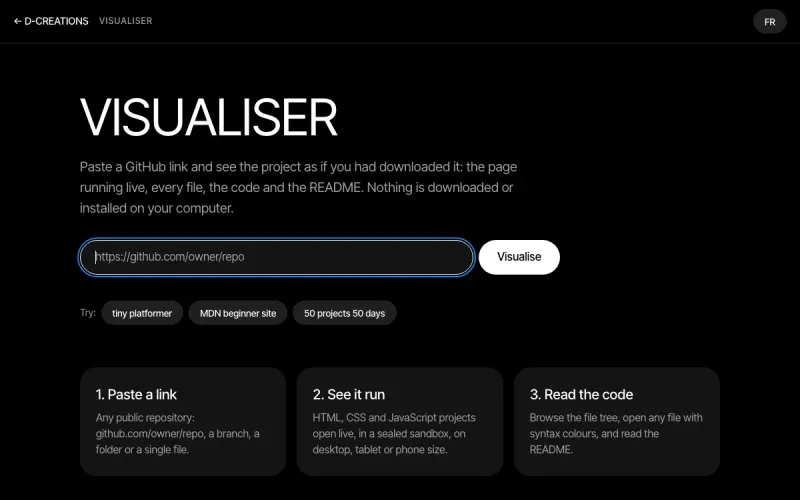 ← D-CREATIONS VISUALISER
FR
VISUALISER
Paste a GitHub link and see the project as if you had downloaded it: the page
running live, every file, the code and the README. Nothing is downloaded or
installed on your computer.
https://github.com/owner/repo
Visualise
Try: tiny platformer MDN beginner site 50 projects 50 days
1. Paste a link
Any public repository:
github.com/owner/repo, a branch, a
folder or a single file.
2. See it run
HTML, CSS and JavaScript projects
open live, in a sealed sandbox, on
desktop, tablet or phone size.
3. Read the code
Browse the file tree, open any file with
syntax colours, and read the
README.